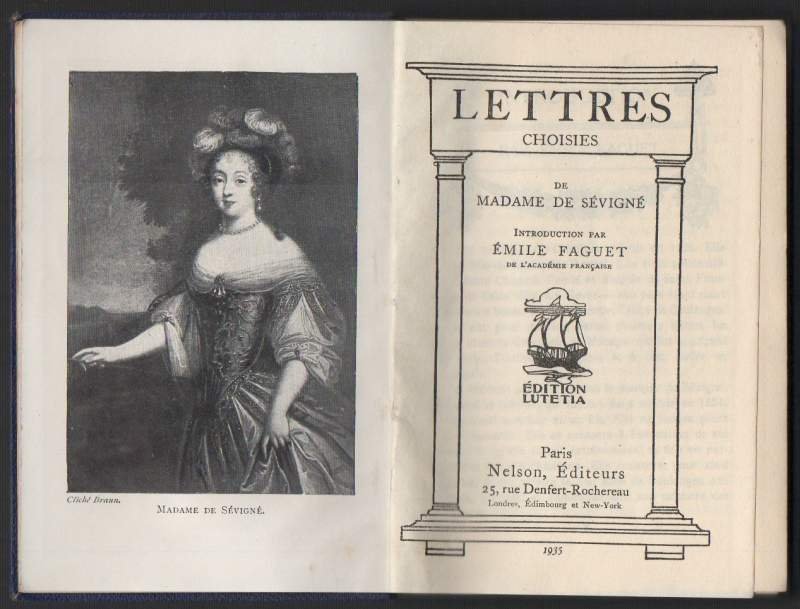 Cliché Braun.
MADAME DE SÉVIGNÉ.
LETTRES
CHOISIES
DE
MADAME DE SÉVIGNÉ
INTRODUCTION PAR
ÉMILE FAGUET
DE L'ACADÉMIE FRANÇAISE
ÉDITION
LUTETIA
Paris
Nelson, Éditeurs
25, rue Denfert-Rochereau
Londres, Édimbourg et New-York
1935